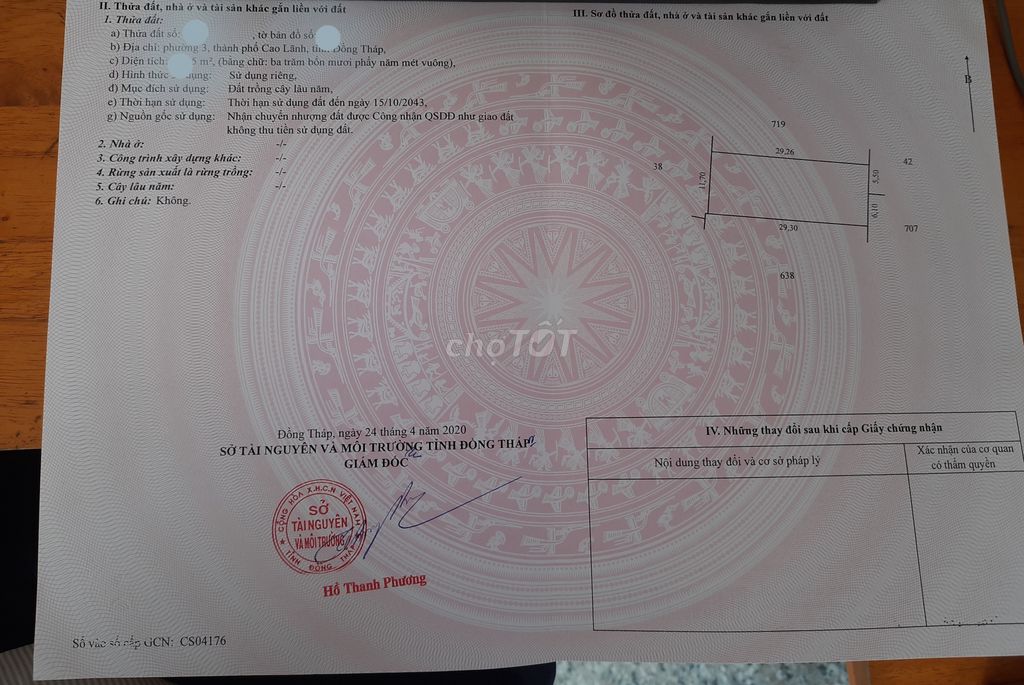 II. Thửa đất, nhà ở và tài sản khác gắn liền với đất
1. Thửa đất:
a) Thửa đất số: , tờ bản đồ số:
b) Địa chỉ: phường 3, thành phố Cao Lãnh, tỉnh Đồng Tháp,
c) Diện tích: 5 m², (bằng chữ: ba trăm bốn mươi phẩy năm mét vuông),
d) Hình thức sử dụng: Sử dụng riêng,
đ) Mục đích sử dụng: Đất trồng cây lâu năm,
e) Thời hạn sử dụng: Thời hạn sử dụng đất đến ngày 15/10/2043,
g) Nguồn gốc sử dụng: Nhận chuyển nhượng đất được Công nhận QSDĐ như giao đất
không thu tiền sử dụng đất.
2. Nhà ở: -/-
3. Công trình xây dựng khác: -/-
4. Rừng sản xuất là rừng trồng: -/-
5. Cây lâu năm: -/-
6. Ghi chú: Không.
III. Sơ đồ thửa đất, nhà ở và tài sản khác gắn liền với đất
B
719
29,26
38
42
11,70
5,50
6,10
29,30
707
638
chợTỐT
Đồng Tháp, ngày 24 tháng 4 năm 2020
SỞ TÀI NGUYÊN VÀ MÔI TRƯỜNG TỈNH ĐỒNG THÁP
GIÁM ĐỐC
CỘNG HÒA X.H.C.N VIỆT NAM
SỞ
TÀI NGUYÊN
VÀ MÔI TRƯỜNG
TỈNH ĐỒNG THÁP
Hồ Thanh Phương
IV. Những thay đổi sau khi cấp Giấy chứng nhận
Nội dung thay đổi và cơ sở pháp lý
Xác nhận của cơ quan
có thẩm quyền
Số vào sổ cấp GCN: CS04176